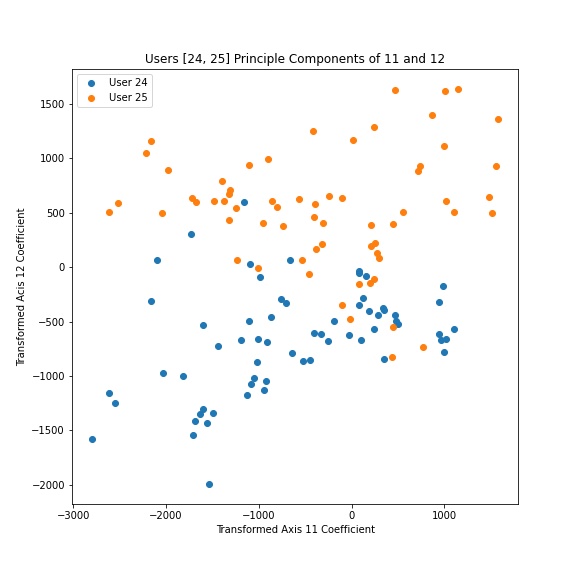 Users [24, 25] Principle Components of 11 and 12
User 24
User 25
1500
1000
500
0
−500
−1000
−1500
−2000
Transformed Acis 12 Coefficient
−3000 −2000 −1000 0 1000
Transformed Axis 11 Coefficient